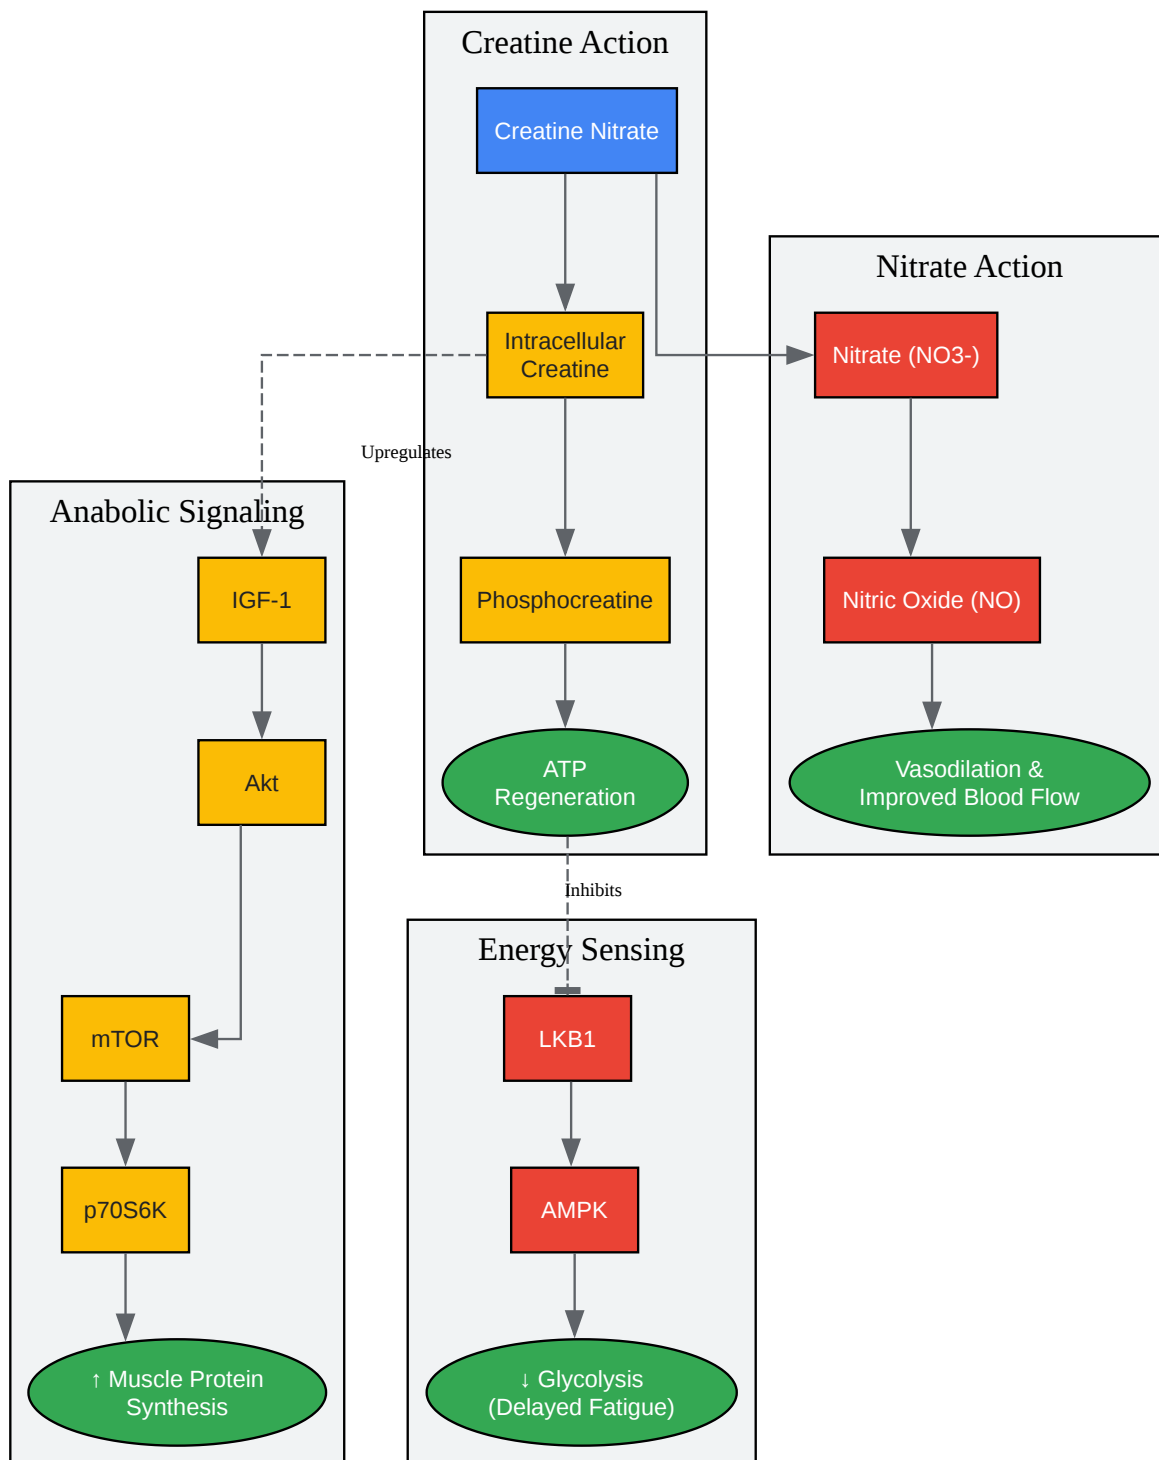 Creatine Action
Creatine Nitrate
Nitrate Action
Intracellular
Creatine
Nitrate (NO3-)
Upregulates
Anabolic Signaling
IGF-1
Phosphocreatine
Nitric Oxide (NO)
Akt
ATP
Regeneration
Vasodilation &
Improved Blood Flow
Inhibits
Energy Sensing
mTOR
LKB1
p70S6K
AMPK
↑ Muscle Protein
Synthesis
↓ Glycolysis
(Delayed Fatigue)